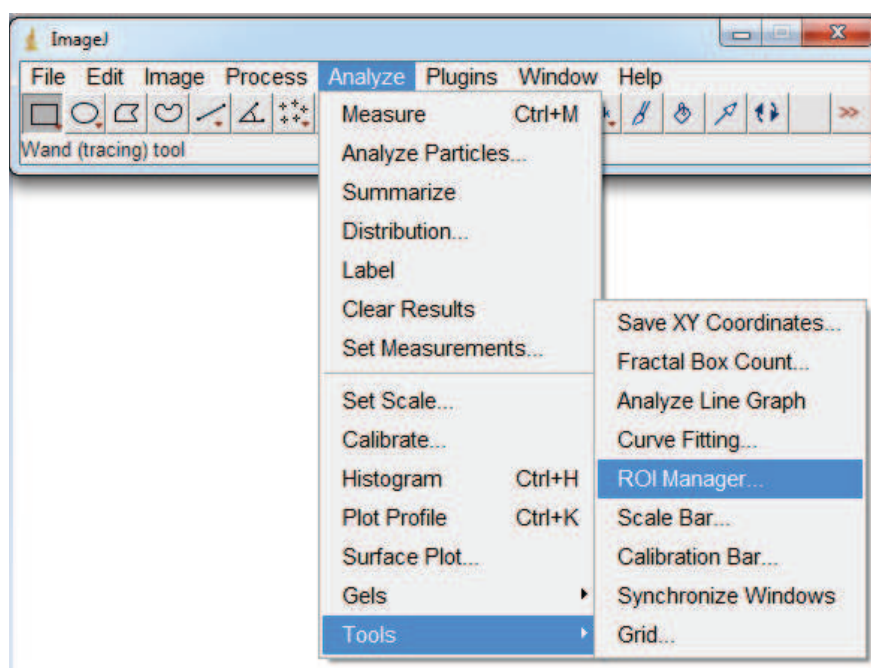 ImageJ
File Edit Image Process Analyze Plugins Window Help
Wand (tracing) tool
Measure Ctrl+M
Analyze Particles...
Summarize
Distribution...
Label
Clear Results
Set Measurements...
Set Scale...
Calibrate...
Histogram Ctrl+H
Plot Profile Ctrl+K
Surface Plot...
Gels
Tools
Save XY Coordinates...
Fractal Box Count...
Analyze Line Graph
Curve Fitting...
ROI Manager...
Scale Bar...
Calibration Bar...
Synchronize Windows
Grid...